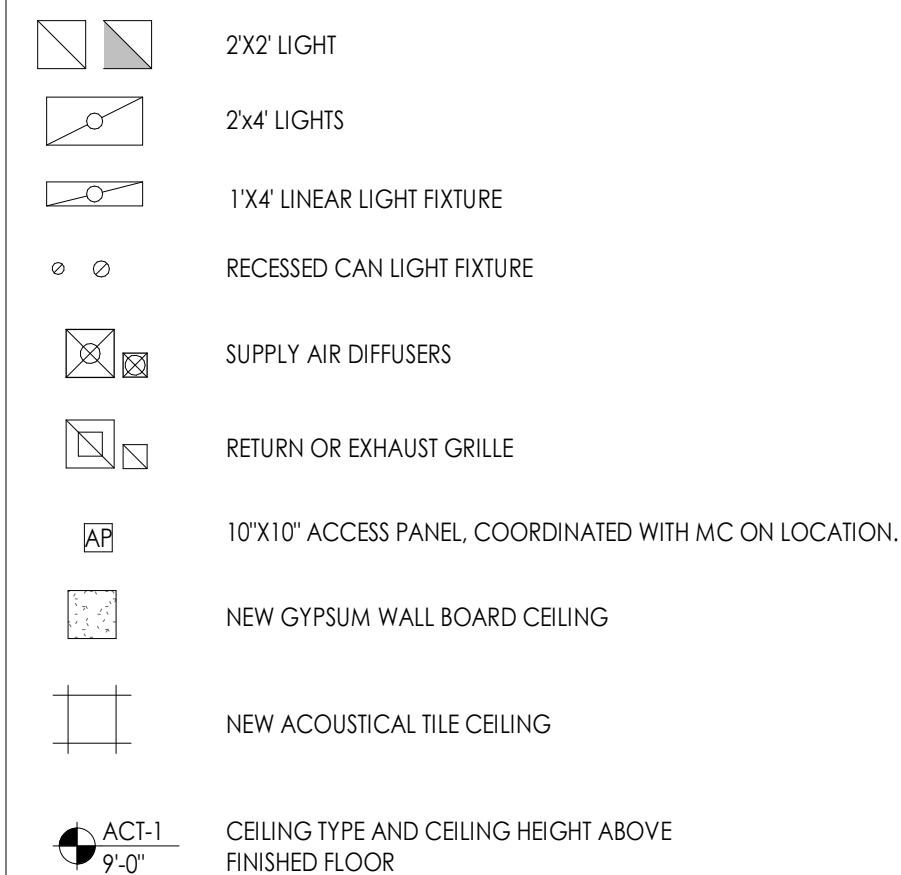 2'X2' LIGHT
2'x4' LIGHTS
1'X4' LINEAR LIGHT FIXTURE
RECESSED CAN LIGHT FIXTURE
SUPPLY AIR DIFFUSERS
RETURN OR EXHAUST GRILLE
AP 10"X10" ACCESS PANEL, COORDINATED WITH MC ON LOCATION.
NEW GYPSUM WALL BOARD CEILING
NEW ACOUSTICAL TILE CEILING
ACT-1 CEILING TYPE AND CEILING HEIGHT ABOVE
9'-0" FINISHED FLOOR